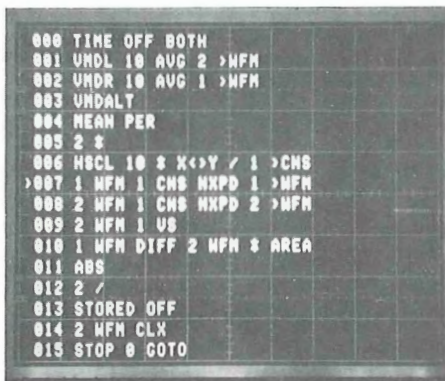 000 TIME OFF BOTH
001 VMDL 10 AVG 2 >WFM
002 VMDR 10 AVG 1 >WFM
003 VMDALT
004 MEAN PER
005 2 *
006 HSCL 10 * X<>Y / 1 >CNS
>007 1 WFM 1 CNS MXPD 1 >WFM
008 2 WFM 1 CNS MXPD 2 >WFM
009 2 WFM 1 VS
010 1 WFM DIFF 2 WFM * AREA
011 ABS
012 2 /
013 STORED OFF
014 2 WFM CLX
015 STOP 0 GOTO